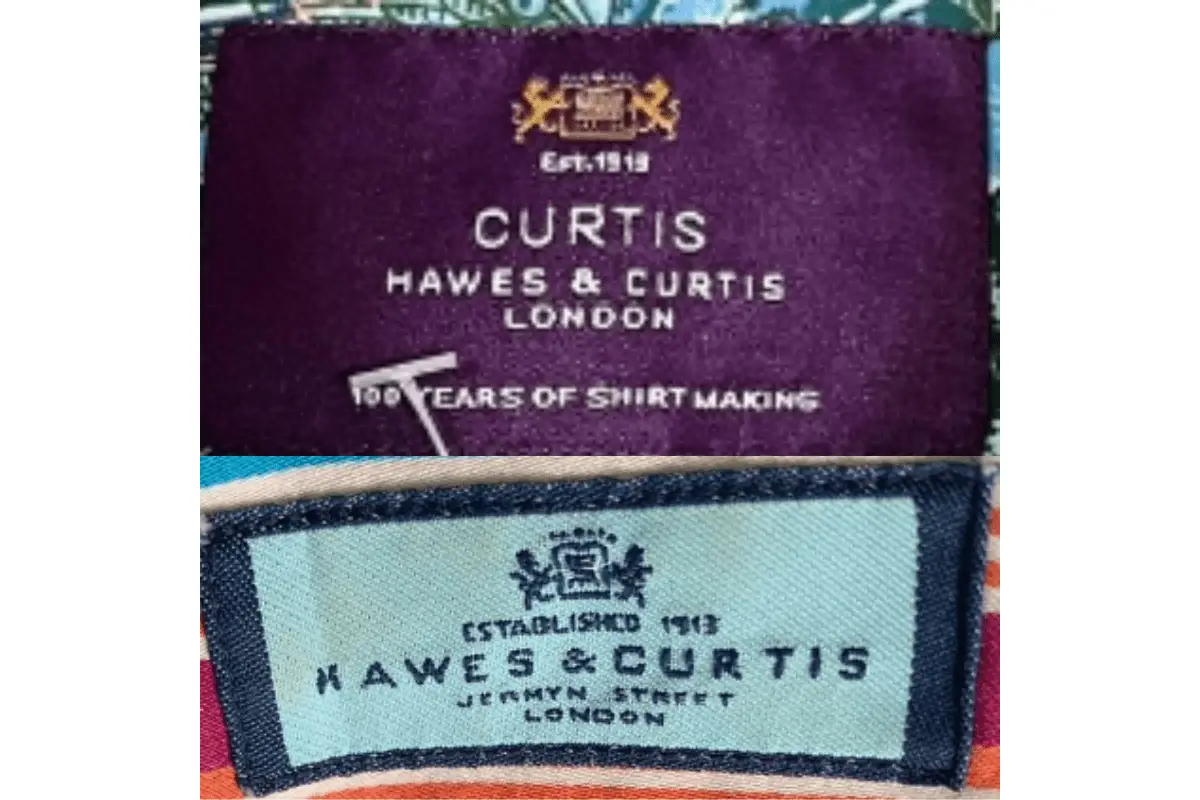 Est.1913
CURTIS
HAWES & CURTIS
LONDON
100 YEARS OF SHIRT MAKING
ESTABLISHED 1913
HAWES & CURTIS
JERMYN STREET
LONDON